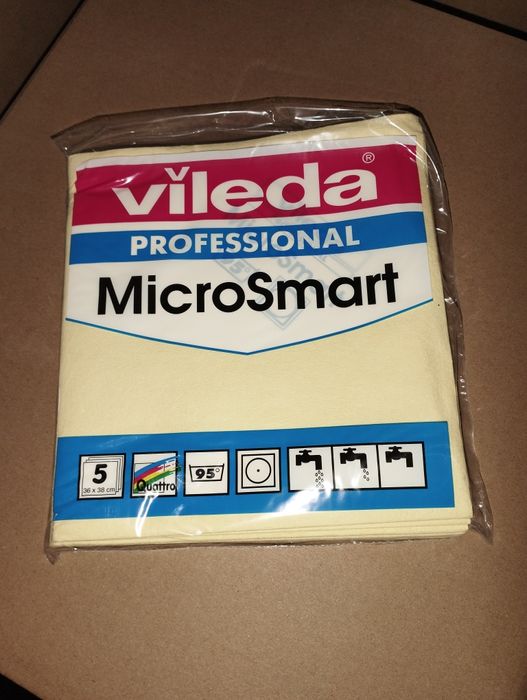 vileda®
PROFESSIONAL
MicroSmart
5
36 x 38 cm
Quattro
95°